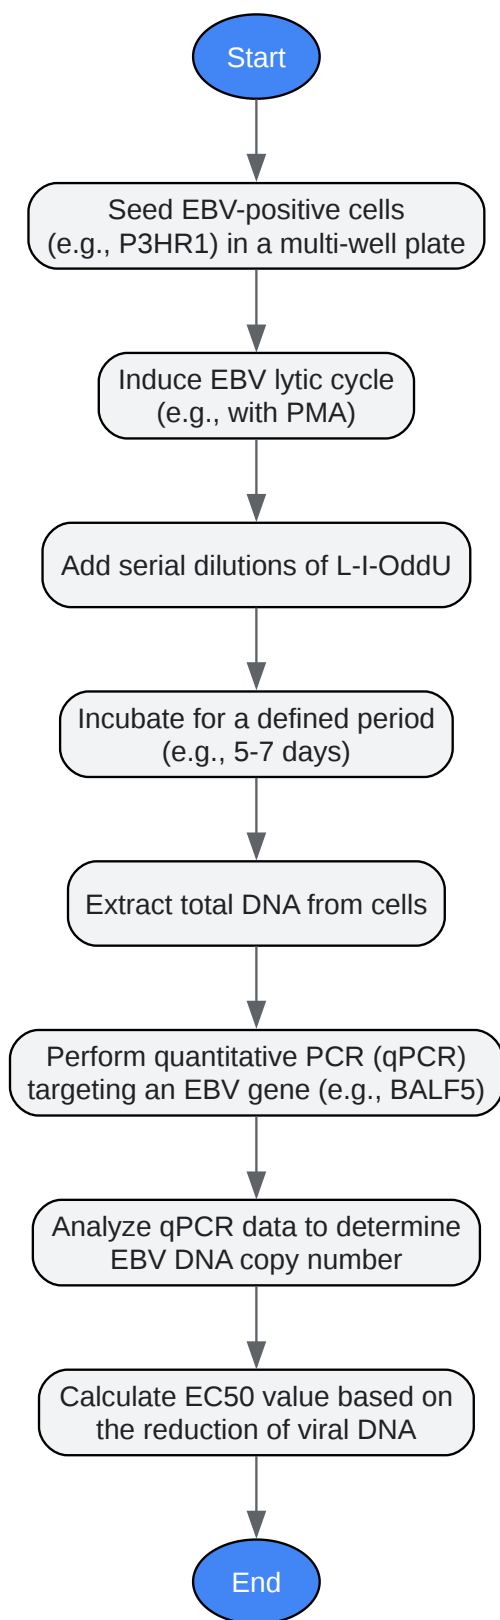 Start
Seed EBV-positive cells
(e.g., P3HR1) in a multi-well plate
Induce EBV lytic cycle
(e.g., with PMA)
Add serial dilutions of L-I-OddU
Incubate for a defined period
(e.g., 5-7 days)
Extract total DNA from cells
Perform quantitative PCR (qPCR)
targeting an EBV gene (e.g., BALF5)
Analyze qPCR data to determine
EBV DNA copy number
Calculate EC50 value based on
the reduction of viral DNA
End